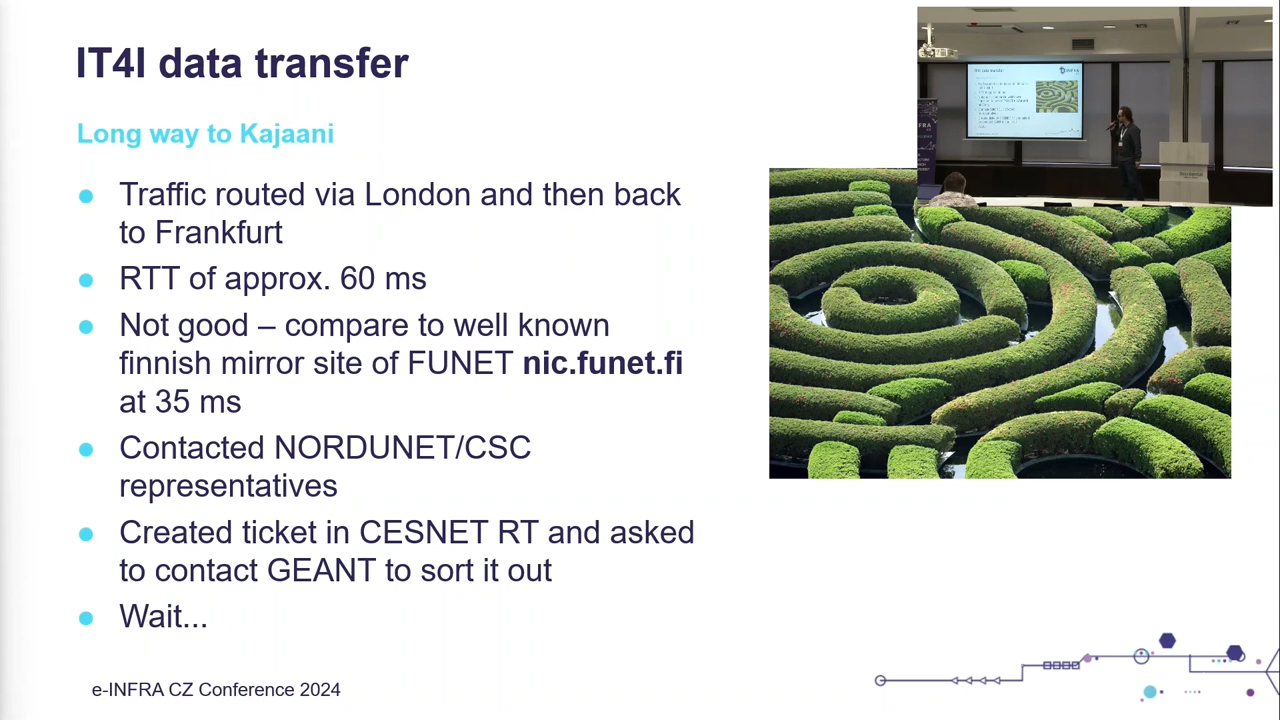 IT4I data transfer
Long way to Kajaani
Traffic routed via London and then back
to Frankfurt
RTT of approx. 60 ms
Not good – compare to well known
finnish mirror site of FUNET nic.funet.fi
at 35 ms
Contacted NORDUNET/CSC
representatives
Created ticket in CESNET RT and asked
to contact GEANT to sort it out
Wait...
e-INFRA CZ Conference 2024